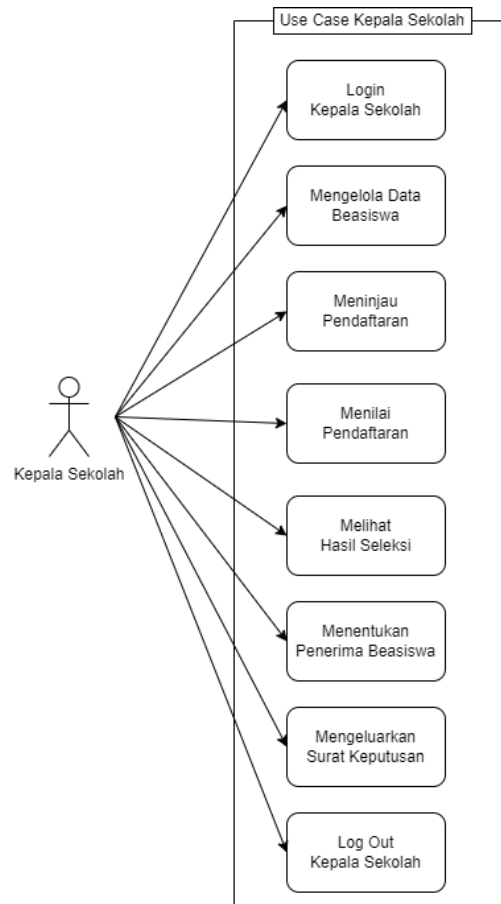 Use Case Kepala Sekolah
Login
Kepala Sekolah
Mengelola Data
Beasiswa
Meninjau
Pendaftaran
Menilai
Pendaftaran
Kepala Sekolah
Melihat
Hasil Seleksi
Menentukan
Penerima Beasiswa
Mengeluarkan
Surat Keputusan
Log Out
Kepala Sekolah